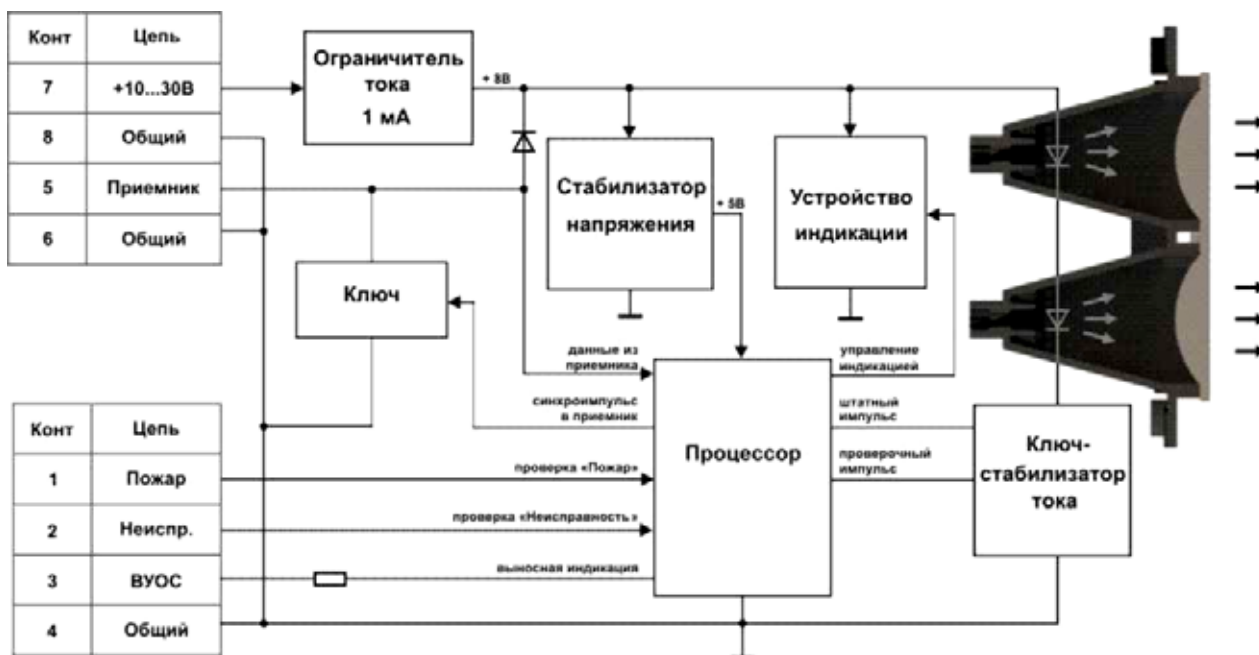 Конт Цепь
7 +10...30В
8 Общий
5 Приемник
6 Общий
Ограничитель
тока
1 мА
+ 8В
Стабилизатор
напряжения
+ 5В
Устройство
индикации
Ключ
данные из
приемника
синхроимпульс
в приемник
управление
индикацией
штатный
импульс
проверочный
импульс
Процессор
Ключ-
стабилизатор
тока
Конт Цепь
1 Пожар
2 Неиспр.
3 ВУОС
4 Общий
проверка «Пожар»
проверка «Неисправность»
выносная индикация